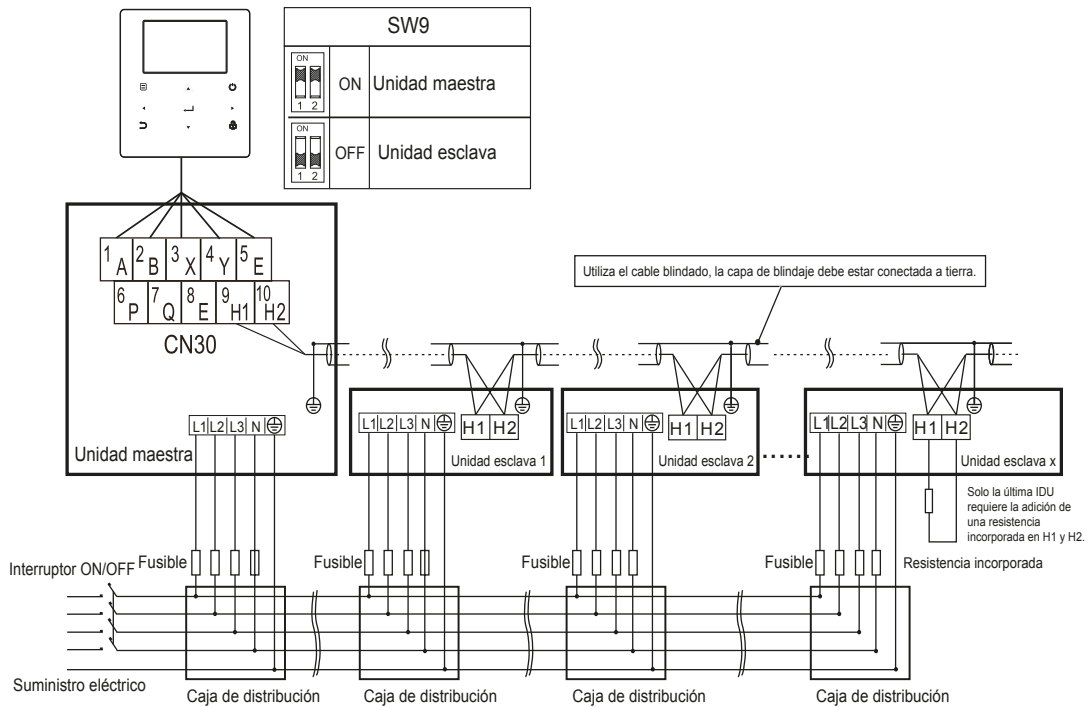 SW9
ON
1 2
ON
Unidad maestra
ON
1 2
OFF
Unidad esclava
1 A 2 B 3 X 4 Y 5 E
6 P 7 Q 8 E 9 H1 10 H2
CN30
Utiliza el cable blindado, la capa de blindaje debe estar conectada a tierra.
L1 L2 L3 N
Unidad maestra
L1 L2 L3 N
H1 H2
Unidad esclava 1
L1 L2 L3 N
H1 H2
Unidad esclava 2
L1 L2 L3 N
H1 H2
Unidad esclava x
Solo la última IDU
requiere la adición de
una resistencia
incorporada en H1 y H2.
Resistencia incorporada
Fusible
Fusible
Fusible
Fusible
Interruptor ON/OFF
Suministro eléctrico
Caja de distribución
Caja de distribución
Caja de distribución
Caja de distribución